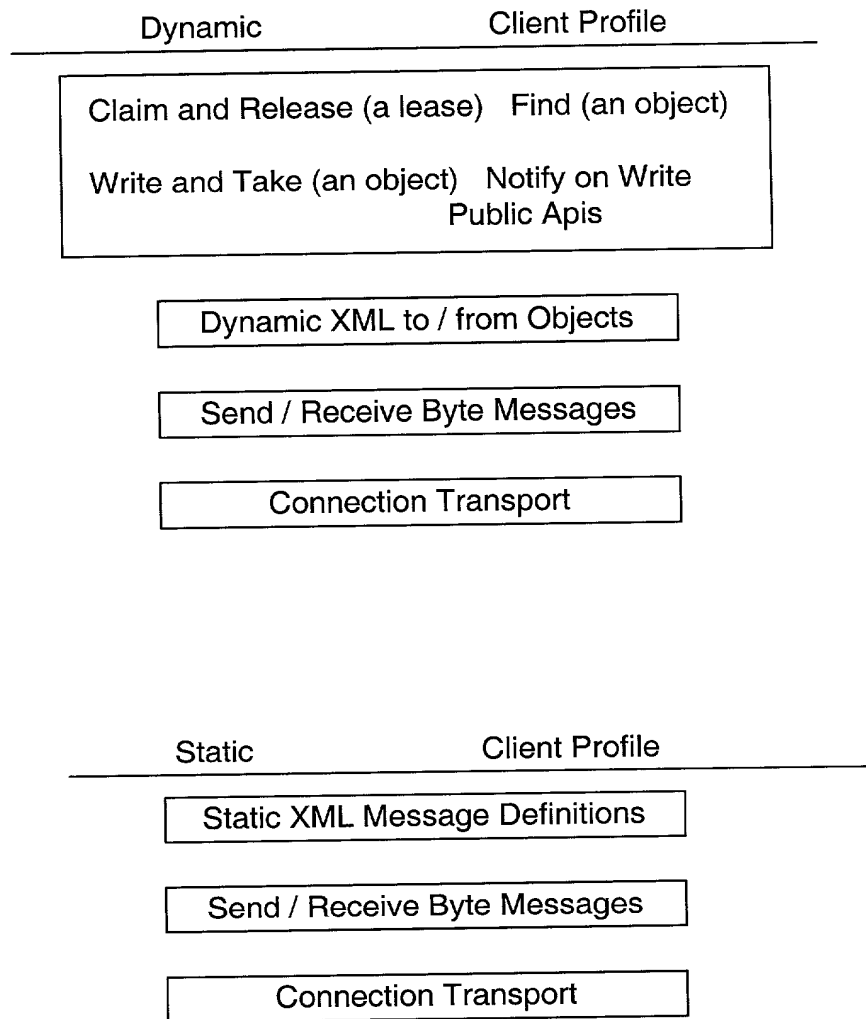 Dynamic Client Profile
Claim and Release (a lease) Find (an object)
Write and Take (an object) Notify on Write
Public Apis
Dynamic XML to / from Objects
Send / Receive Byte Messages
Connection Transport
Static Client Profile
Static XML Message Definitions
Send / Receive Byte Messages
Connection Transport